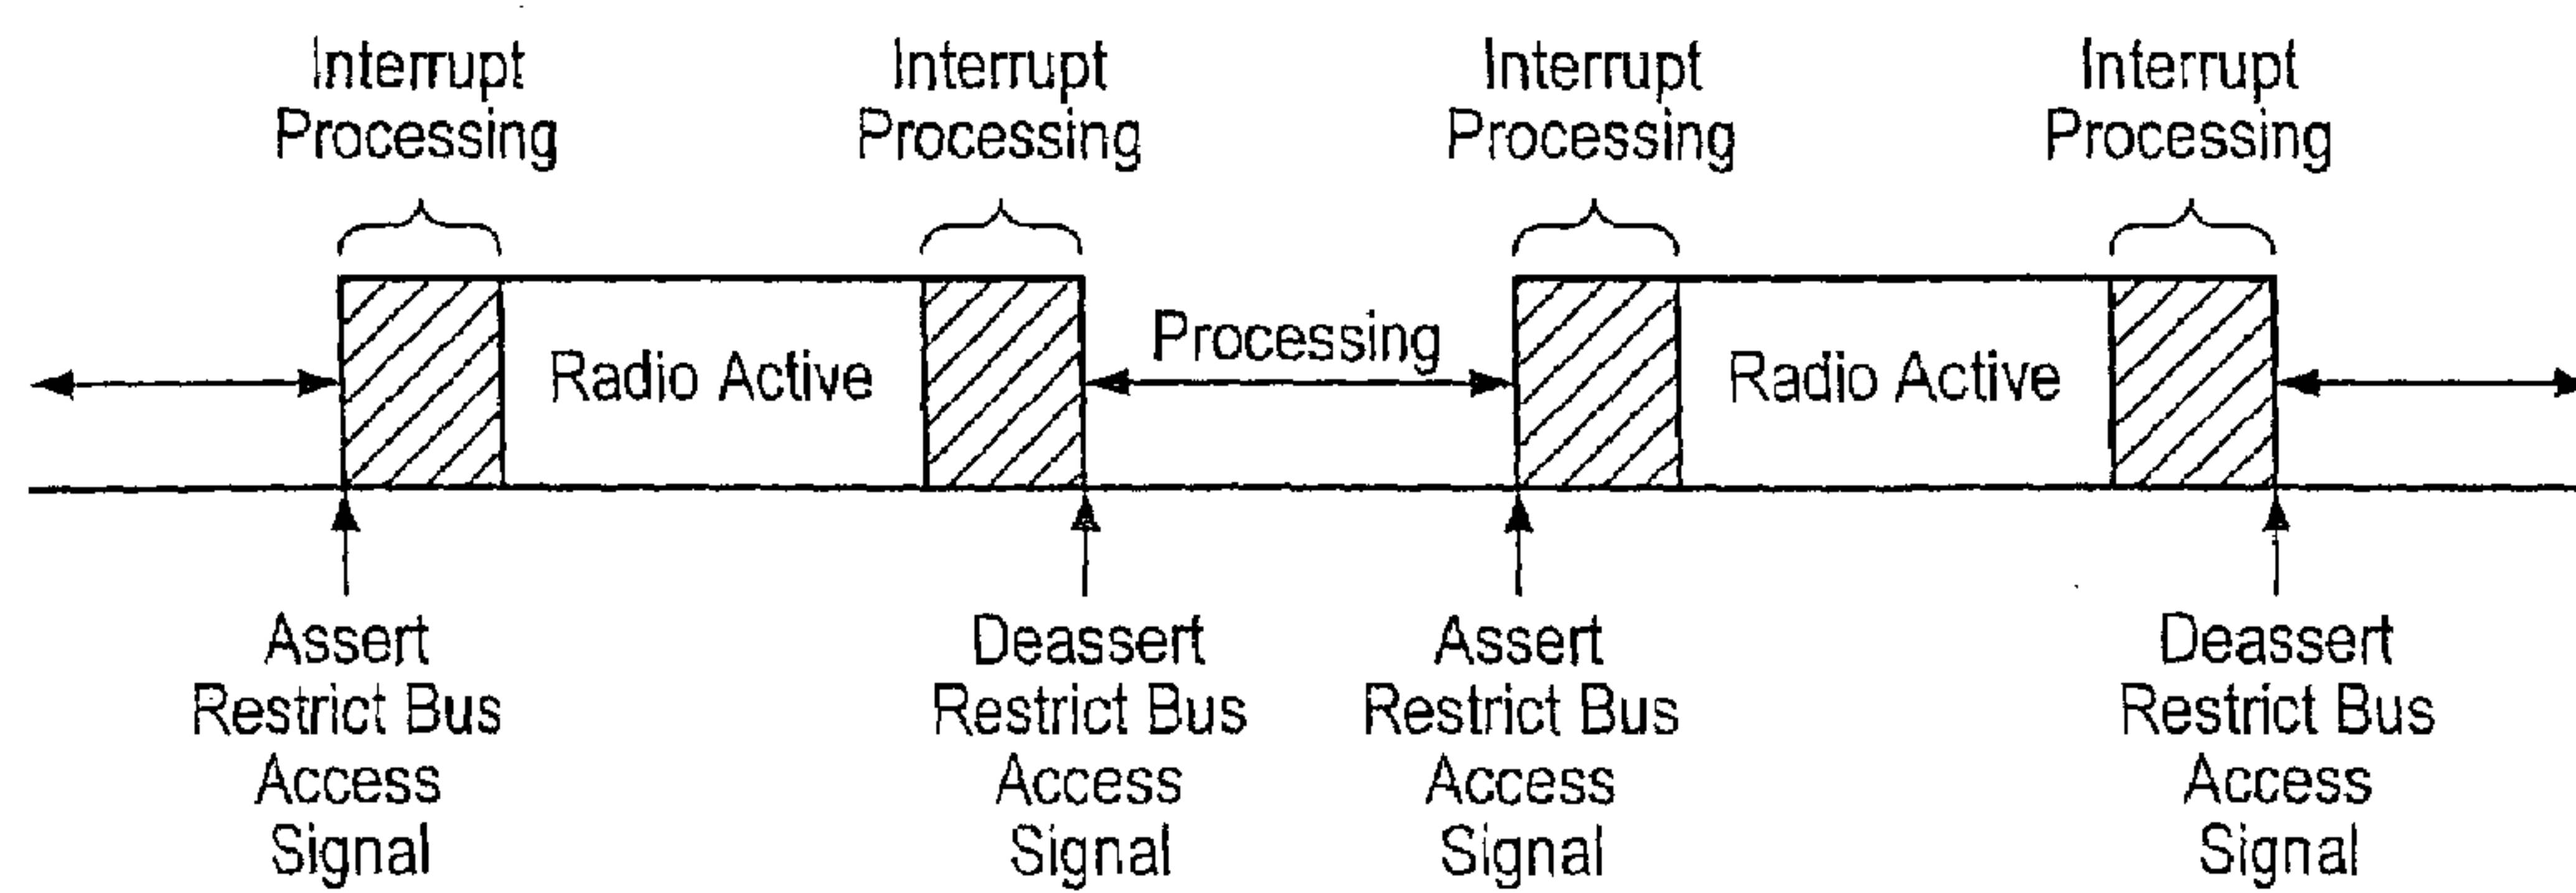 Interrupt
Processing
Interrupt
Processing
Interrupt
Processing
Interrupt
Processing
Radio Active
Processing
Radio Active
Assert
Restrict Bus
Access
Signal
Deassert
Restrict Bus
Access
Signal
Assert
Restrict Bus
Access
Signal
Deassert
Restrict Bus
Access
Signal